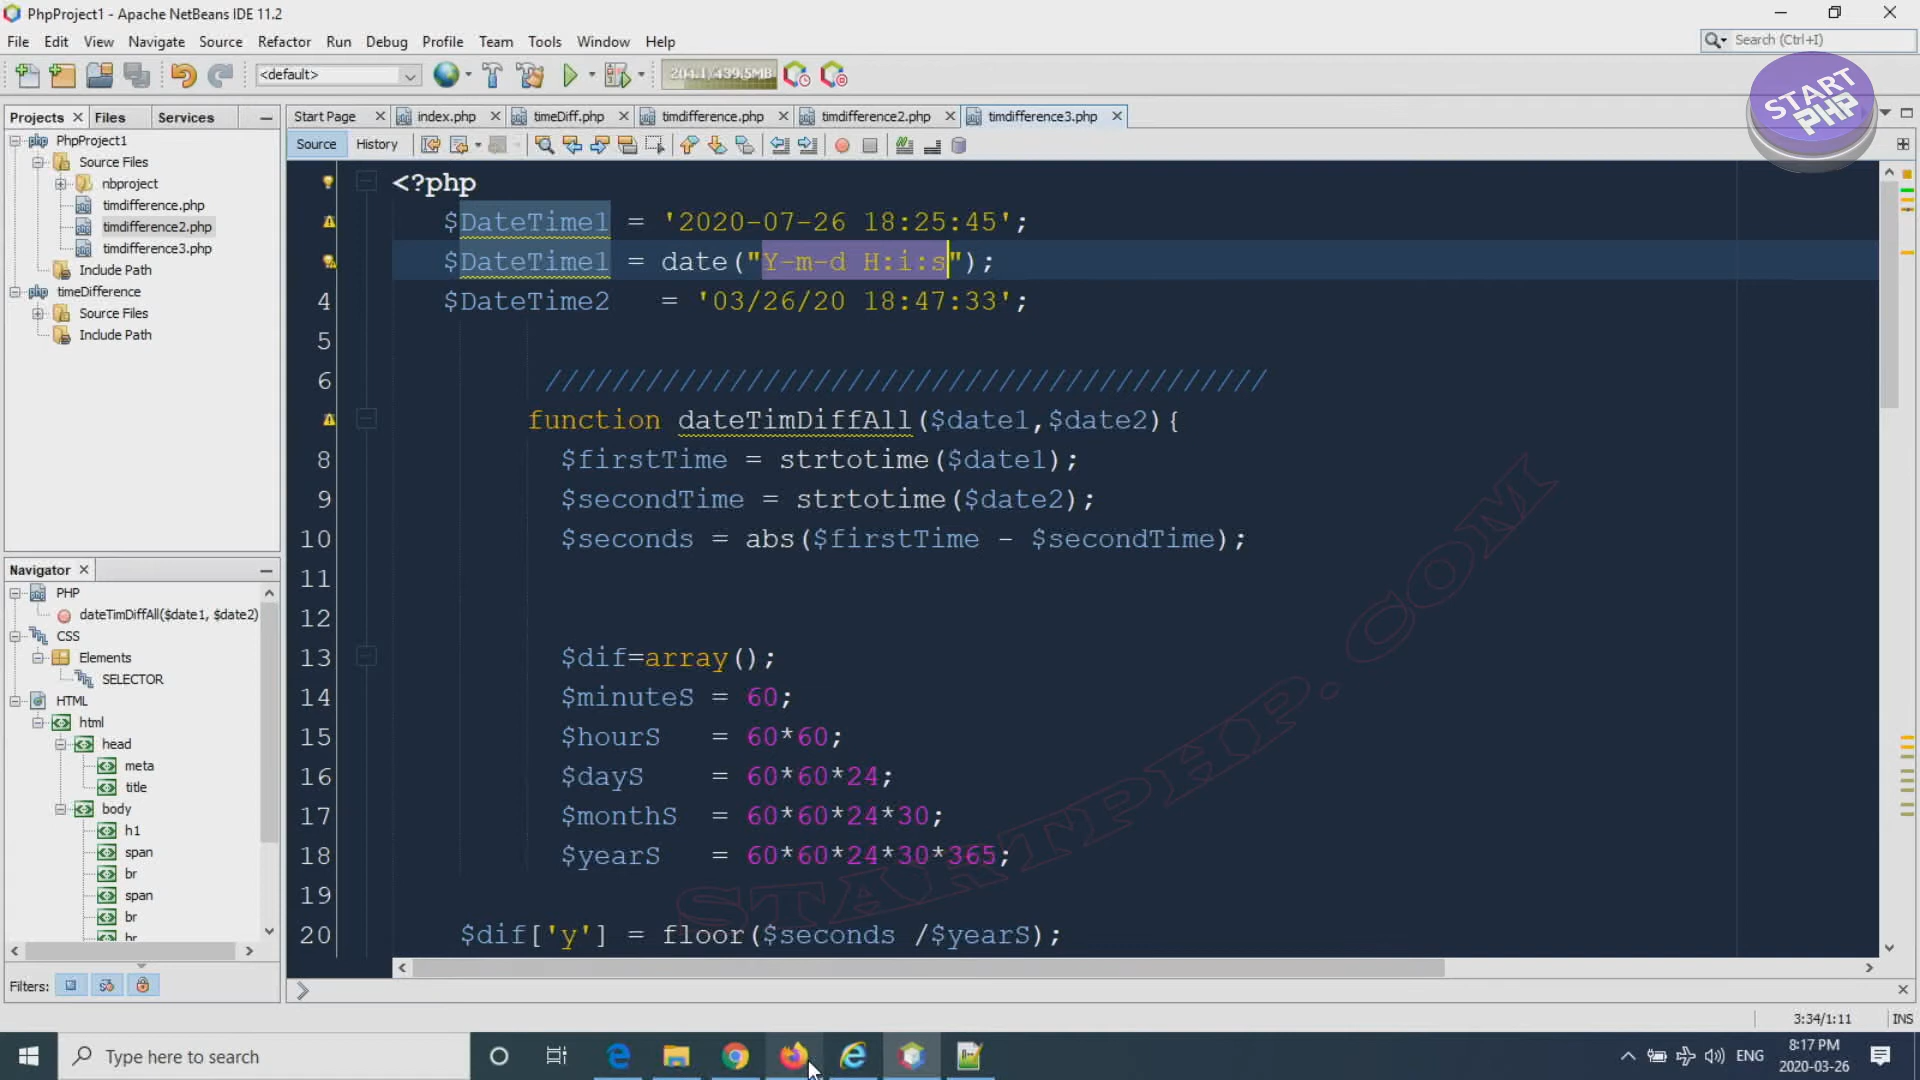 PhpProject1 - Apache NetBeans IDE 11.2
File Edit View Navigate Source Refactor Run Debug Profile Team Tools Window Help
Search (Ctrl+I)
<default>
204.1/439.5MB
START
PHP
Projects Files Services
Start Page index.php timeDiff.php timdifference.php timdifference2.php timdifference3.php
Source History
PhpProject1
Source Files
nbproject
timdifference.php
timdifference2.php
timdifference3.php
Include Path
timeDifference
Source Files
Include Path
<?php
$DateTime1 = '2020-07-26 18:25:45';
$DateTime1 = date("Y-m-d H:i:s");
4 $DateTime2 = '03/26/20 18:47:33';
5
6 ///////////////////////////////////////////
function dateTimDiffAll($date1,$date2){
8 $firstTime = strtotime($date1);
9 $secondTime = strtotime($date2);
10 $seconds = abs($firstTime - $secondTime);
11
12
13 $dif=array();
14 $minuteS = 60;
15 $hourS = 60*60;
16 $dayS = 60*60*24;
17 $monthS = 60*60*24*30;
18 $yearS = 60*60*24*30*365;
19
20 $dif['y'] = floor($seconds /$yearS);
STARTPHP.COM
Navigator
PHP
dateTimDiffAll($date1, $date2)
CSS
Elements
SELECTOR
HTML
html
head
meta
title
body
h1
span
br
span
br
br
Filters:
3:34/1:11 INS
Type here to search
ENG
8:17 PM
2020-03-26